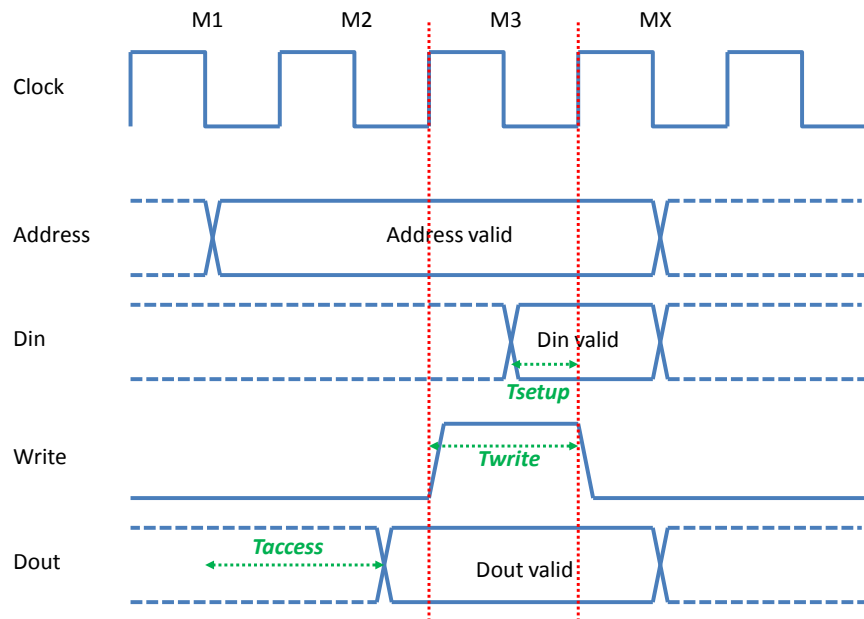 M1 M2 M3 MX
Clock
Address
Address valid
Din
Din valid
Tsetup
Write
Twrite
Dout
Taccess
Dout valid